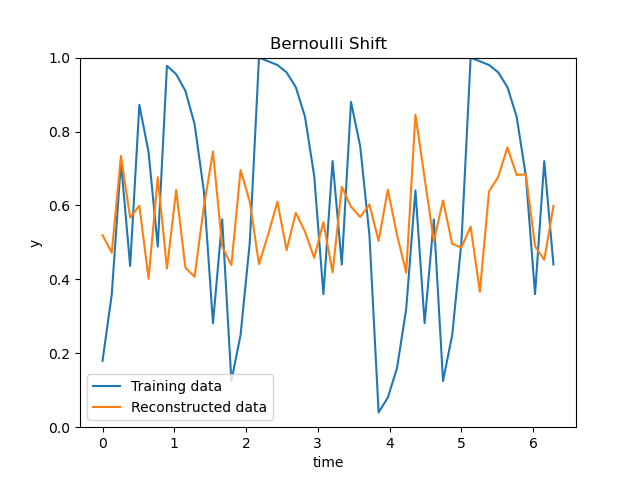 Bernoulli Shift
1.0
0.8
0.6
0.4
0.2
0.0
y
Training data
Reconstructed data
0 1 2 3 4 5 6
time